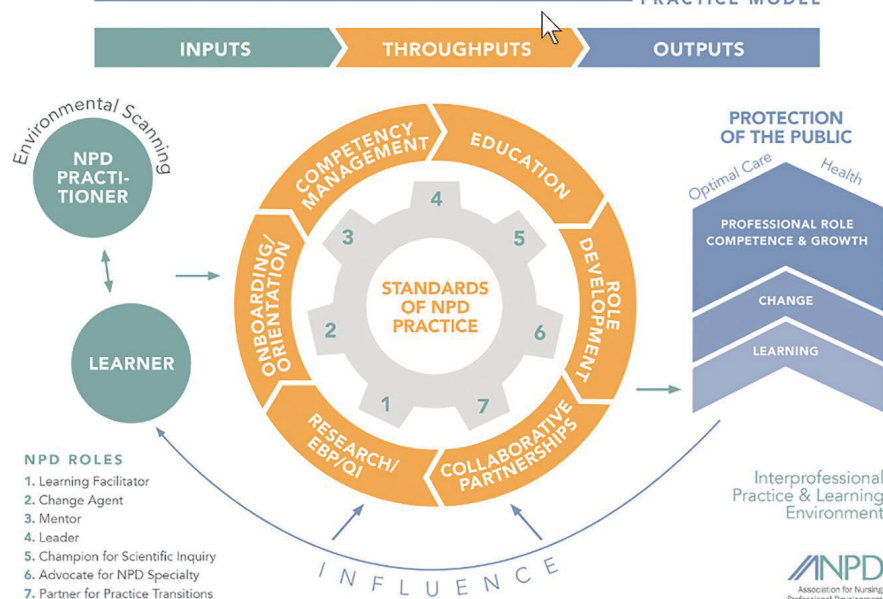 PRACTICE MODEL
INPUTS
THROUGHPUTS
OUTPUTS
Environmental Scanning
NPD
PRACTI-
TIONER
LEARNER
COMPETENCY
MANAGEMENT
EDUCATION
ROLE
DEVELOPMENT
COLLABORATIVE
PARTNERSHIPS
RESEARCH/
EBP/QI
ONBOARDING/
ORIENTATION
1
2
3
4
5
6
7
STANDARDS
OF NPD
PRACTICE
PROTECTION
OF THE PUBLIC
Optimal Care
Health
PROFESSIONAL ROLE
COMPETENCE & GROWTH
CHANGE
LEARNING
NPD ROLES
1. Learning Facilitator
2. Change Agent
3. Mentor
4. Leader
5. Champion for Scientific Inquiry
6. Advocate for NPD Specialty
7. Partner for Practice Transitions
INFLUENCE
Interprofessional
Practice & Learning
Environment
ANPD
Association for Nursing
Professional Development